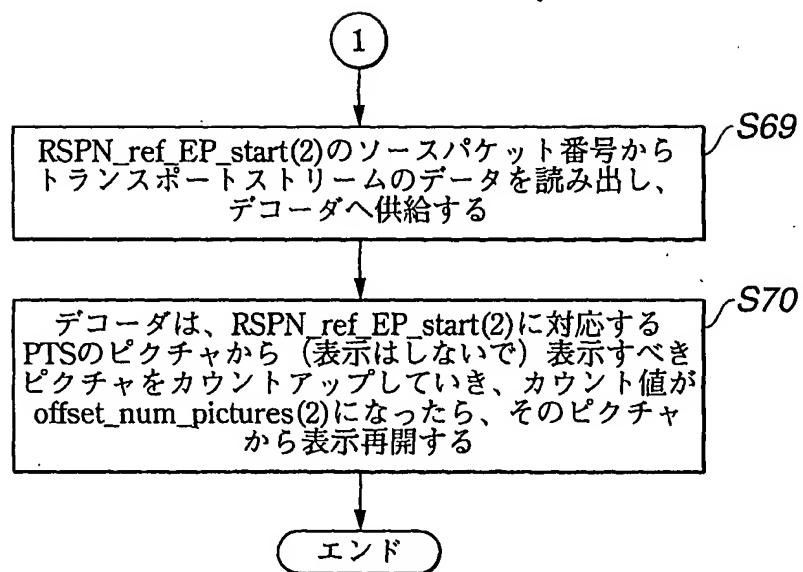 1
S69
RSPN_ref_EP_start(2)のソースパケット番号から
トランスポートストリームのデータを読み出し、
デコーダへ供給する
S70
デコーダは、RSPN_ref_EP_start(2)に対応する
PTSのピクチャから（表示はしないで）表示すべき
ピクチャをカウントアップしていき、カウント値が
offset_num_pictures(2)になったら、そのピクチャ
から表示再開する
エンド